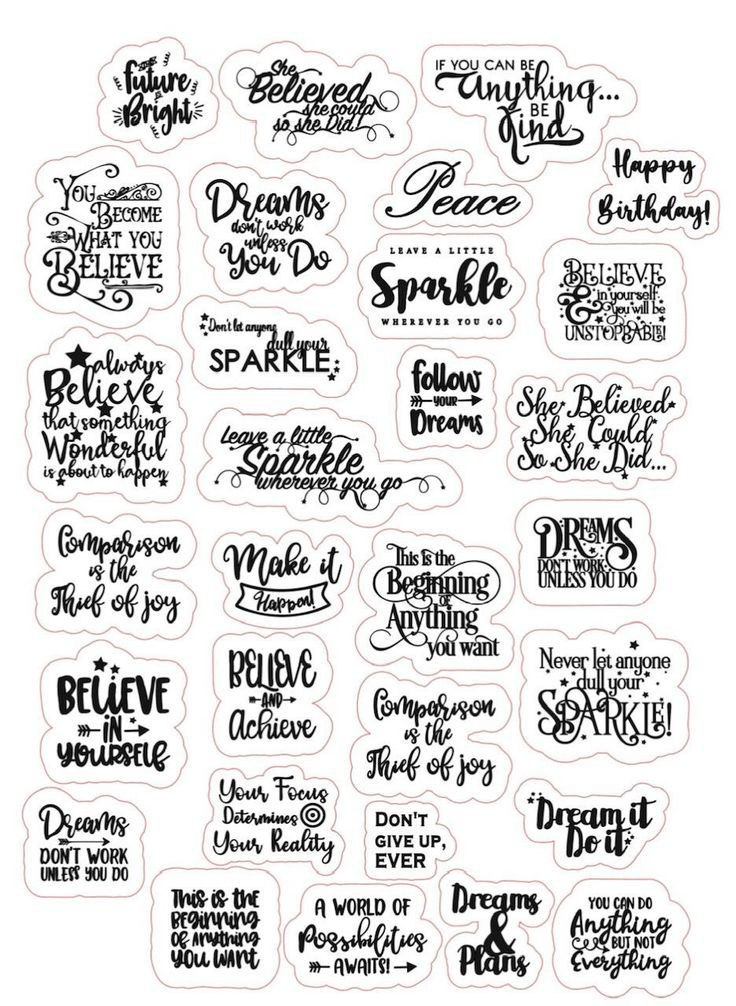 The
Future
is
Bright
She
Believed
she could
so she Did!
IF YOU CAN BE
Anything...
BE
Kind
Happy
Birthday!
YOU
BECOME
WHAT YOU
BELIEVE
Dreams
don't work
unless
You Do
Peace
LEAVE A LITTLE
Sparkle
WHEREVER YOU GO
BELIEVE
& in yourself
you will be
UNSTOPPABLE!
Don't let anyone
dull your
SPARKLE
always
Believe
that something
Wonderful
is about to happen
follow
YOUR
Dreams
She Believed
She Could
So She Did...
Leave a little
Sparkle
wherever you go
Comparison
is the
Thief of joy
Make it
Happen!
This is the
Beginning
OF
Anything
you want
DREAMS
DON'T WORK
UNLESS YOU DO
BELIEVE
IN
YOURSELF
BELIEVE
AND
Achieve
Comparison
is the
Thief of joy
Never let anyone
dull your
SPARKLE!
Dreams
DON'T WORK
UNLESS YOU DO
Your Focus
Determines
Your Reality
DON'T
GIVE UP,
EVER
Dream it
Do it
THIS IS THE
BEGINNING
OF ANYTHING
YOU WANT
A WORLD OF
Possibilities
AWAITS!
Dreams
&
Plans
YOU CAN DO
Anything
BUT NOT
Everything